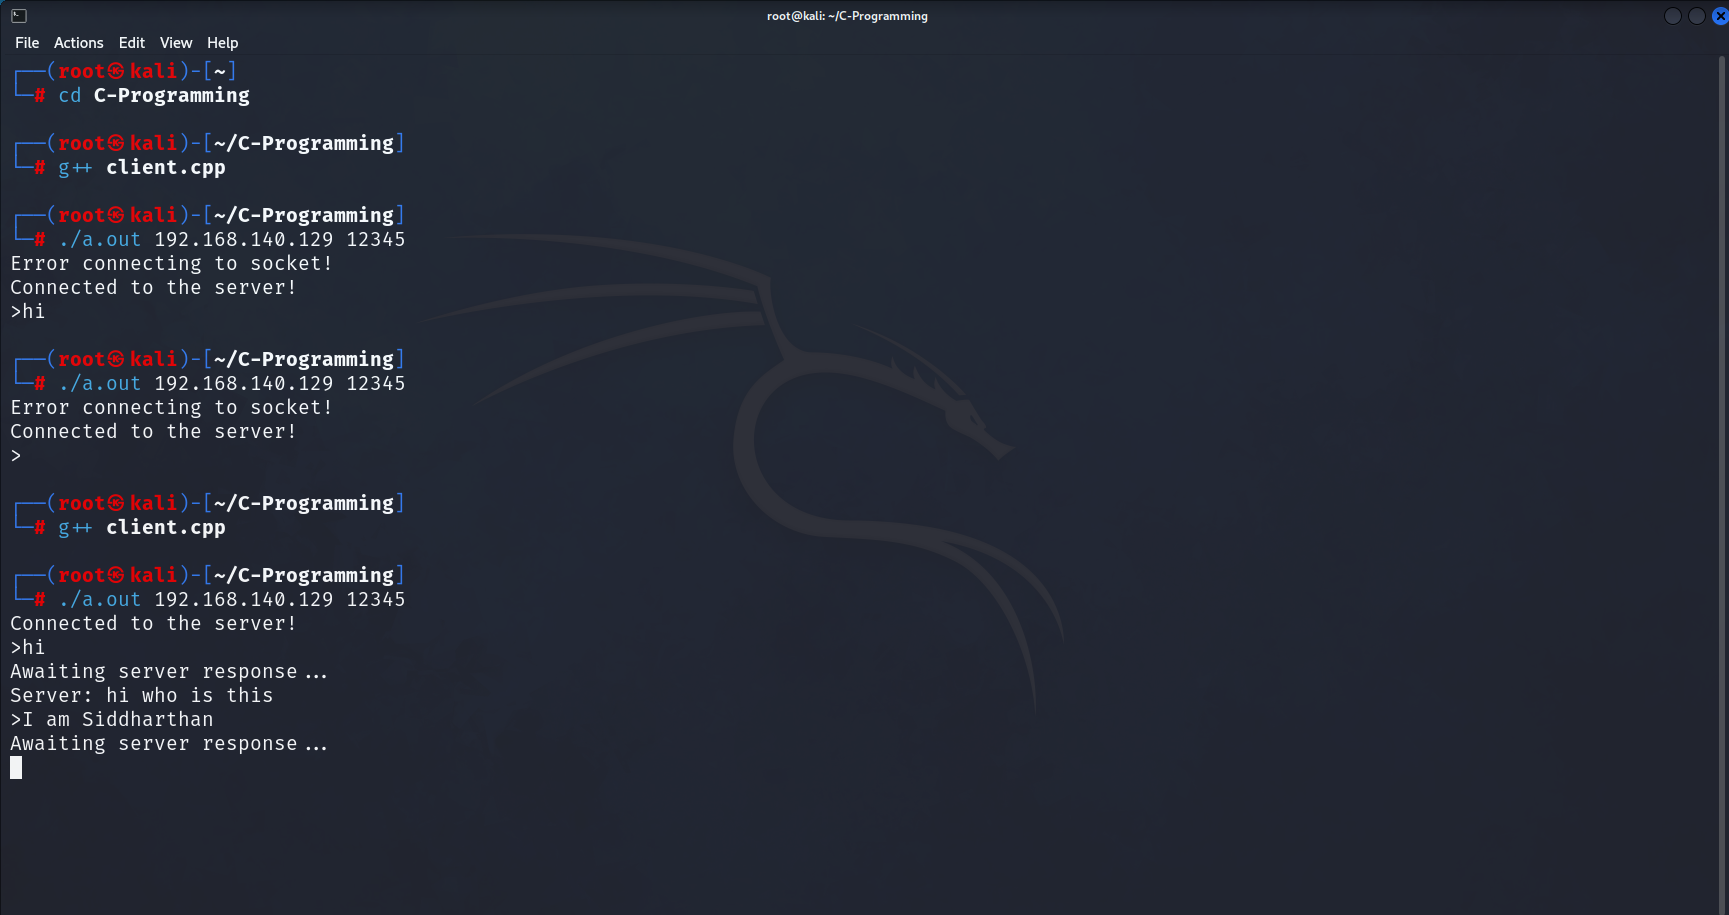 root@kali: ~/C-Programming
File Actions Edit View Help
┌──(root㉿kali)-[~]
└─# cd C-Programming
┌──(root㉿kali)-[~/C-Programming]
└─# g++ client.cpp
┌──(root㉿kali)-[~/C-Programming]
└─# ./a.out 192.168.140.129 12345
Error connecting to socket!
Connected to the server!
>hi
┌──(root㉿kali)-[~/C-Programming]
└─# ./a.out 192.168.140.129 12345
Error connecting to socket!
Connected to the server!
>
┌──(root㉿kali)-[~/C-Programming]
└─# g++ client.cpp
┌──(root㉿kali)-[~/C-Programming]
└─# ./a.out 192.168.140.129 12345
Connected to the server!
>hi
Awaiting server response...
Server: hi who is this
>I am Siddharthan
Awaiting server response...